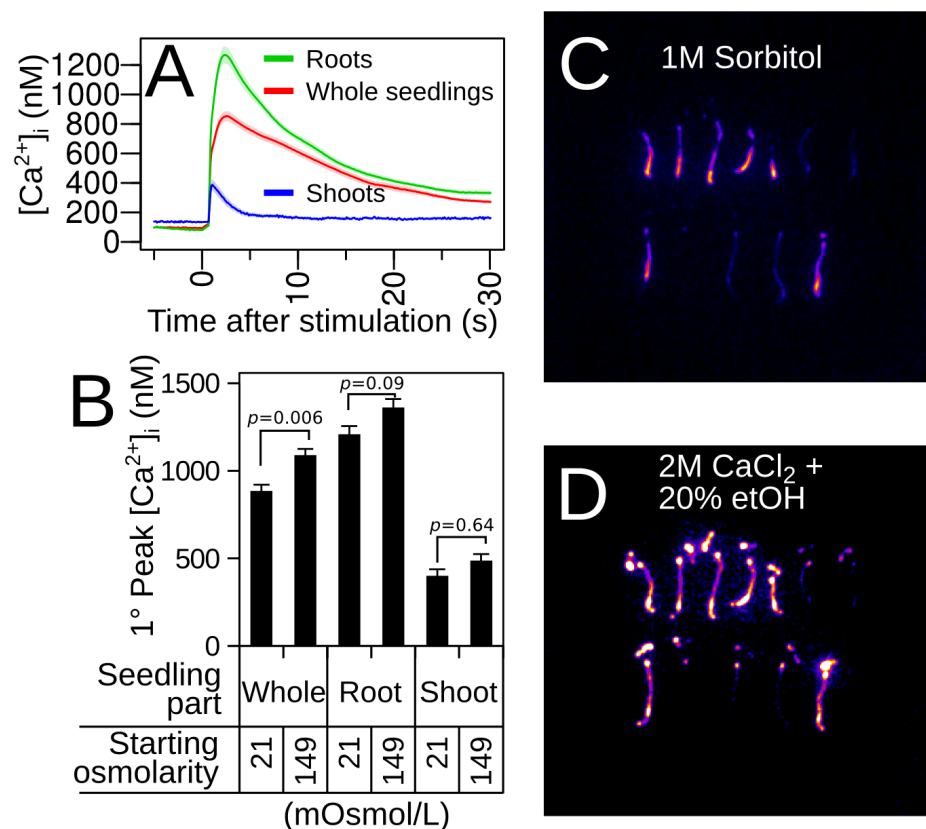 A
[Ca²⁺]ᵢ (nM)
1200
1000
800
600
400
200
0
Roots
Whole seedlings
Shoots
0
10
20
30
Time after stimulation (s)
B
1° Peak [Ca²⁺]ᵢ (nM)
1500
1000
500
0
p=0.006
p=0.09
p=0.64
Seedling
part
Whole
Root
Shoot
Starting
osmolarity
21
149
21
149
21
149
(mOsmol/L)
C
1M Sorbitol
D
2M CaCl₂ +
20% etOH